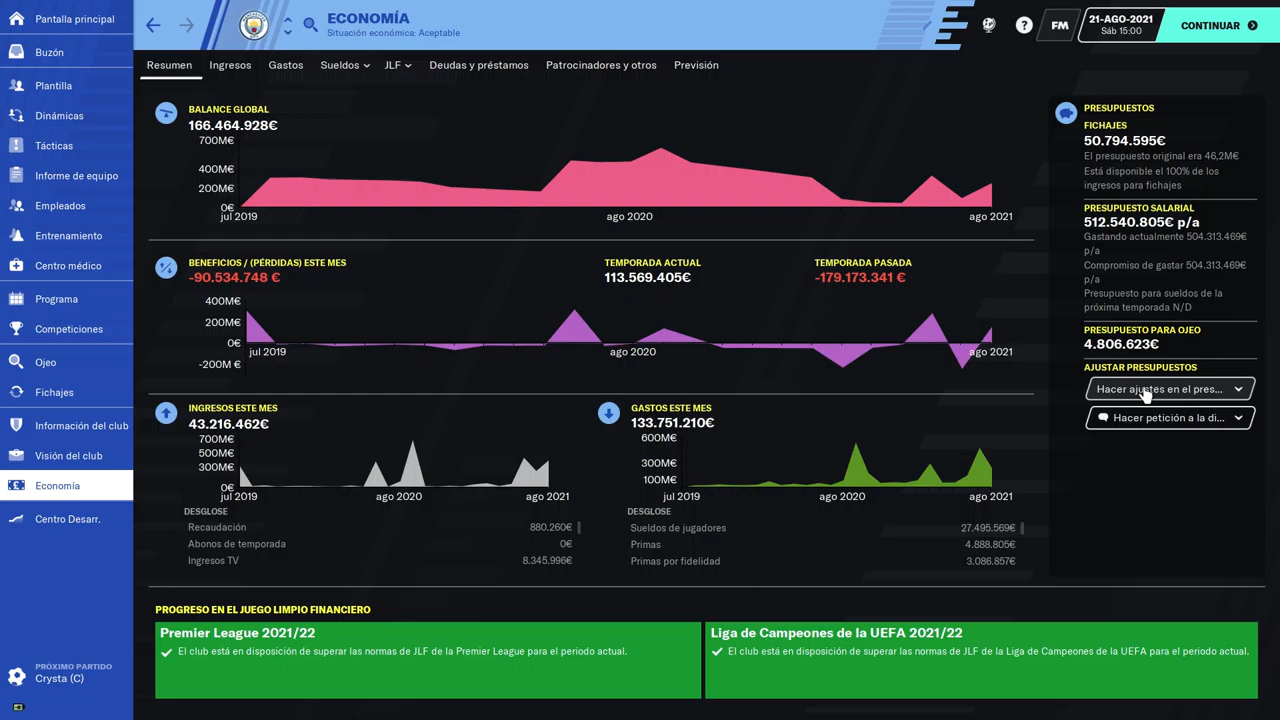 Pantalla principal
Buzón
Plantilla
Dinámicas
Tácticas
Informe de equipo
Empleados
Entrenamiento
Centro médico
Programa
Competiciones
Ojeo
Fichajes
Información del club
Visión del club
Economía
Centro Desarr.
PRÓXIMO PARTIDO
Crysta (C)
ECONOMÍA
Situación económica: Aceptable
?
FM
21-AGO-2021
Sáb 15:00
CONTINUAR
Resumen
Ingresos
Gastos
Sueldos
JLF
Deudas y préstamos
Patrocinadores y otros
Previsión
BALANCE GLOBAL
166.464.928€
700M€
400M€
200M€
0€
jul 2019
ago 2020
ago 2021
BENEFICIOS / (PÉRDIDAS) ESTE MES
-90.534.748 €
TEMPORADA ACTUAL
113.569.405€
TEMPORADA PASADA
-179.173.341 €
400M€
200M€
0€
-200M €
jul 2019
ago 2020
ago 2021
INGRESOS ESTE MES
43.216.462€
700M€
500M€
300M€
0€
jul 2019
ago 2020
ago 2021
DESGLOSE
Recaudación 880.260€
Abonos de temporada 0€
Ingresos TV 8.345.996€
GASTOS ESTE MES
133.751.210€
600M€
300M€
100M€
jul 2019
ago 2020
ago 2021
DESGLOSE
Sueldos de jugadores 27.495.569€
Primas 4.888.805€
Primas por fidelidad 3.086.857€
PRESUPUESTOS
FICHAJES
50.794.595€
El presupuesto original era 46,2M€
Está disponible el 100% de los
ingresos para fichajes
PRESUPUESTO SALARIAL
512.540.805€ p/a
Gastando actualmente 504.313.469€
p/a
Compromiso de gastar 504.313.469€
p/a
Presupuesto para sueldos de la
próxima temporada N/D
PRESUPUESTO PARA OJEO
4.806.623€
AJUSTAR PRESUPUESTOS
Hacer ajustes en el pres...
Hacer petición a la di...
PROGRESO EN EL JUEGO LIMPIO FINANCIERO
Premier League 2021/22
El club está en disposición de superar las normas de JLF de la Premier League para el periodo actual.
Liga de Campeones de la UEFA 2021/22
El club está en disposición de superar las normas de JLF de la Liga de Campeones de la UEFA para el periodo actual.